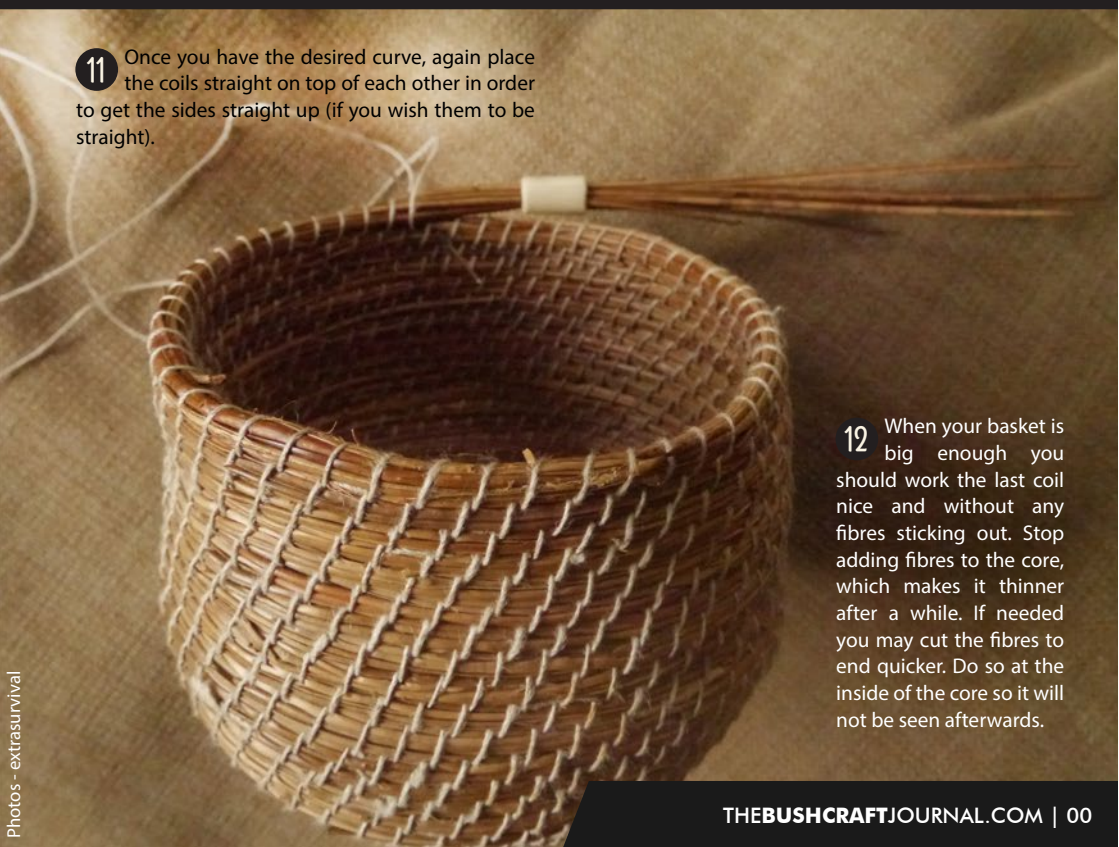 11 Once you have the desired curve, again place
the coils straight on top of each other in order
to get the sides straight up (if you wish them to be
straight).
12 When your basket is
big enough you
should work the last coil
nice and without any
fibres sticking out. Stop
adding fibres to the core,
which makes it thinner
after a while. If needed
you may cut the fibres to
end quicker. Do so at the
inside of the core so it will
not be seen afterwards.
Photos - extrasurvival
THEBUSHCRAFTJOURNAL.COM | 00